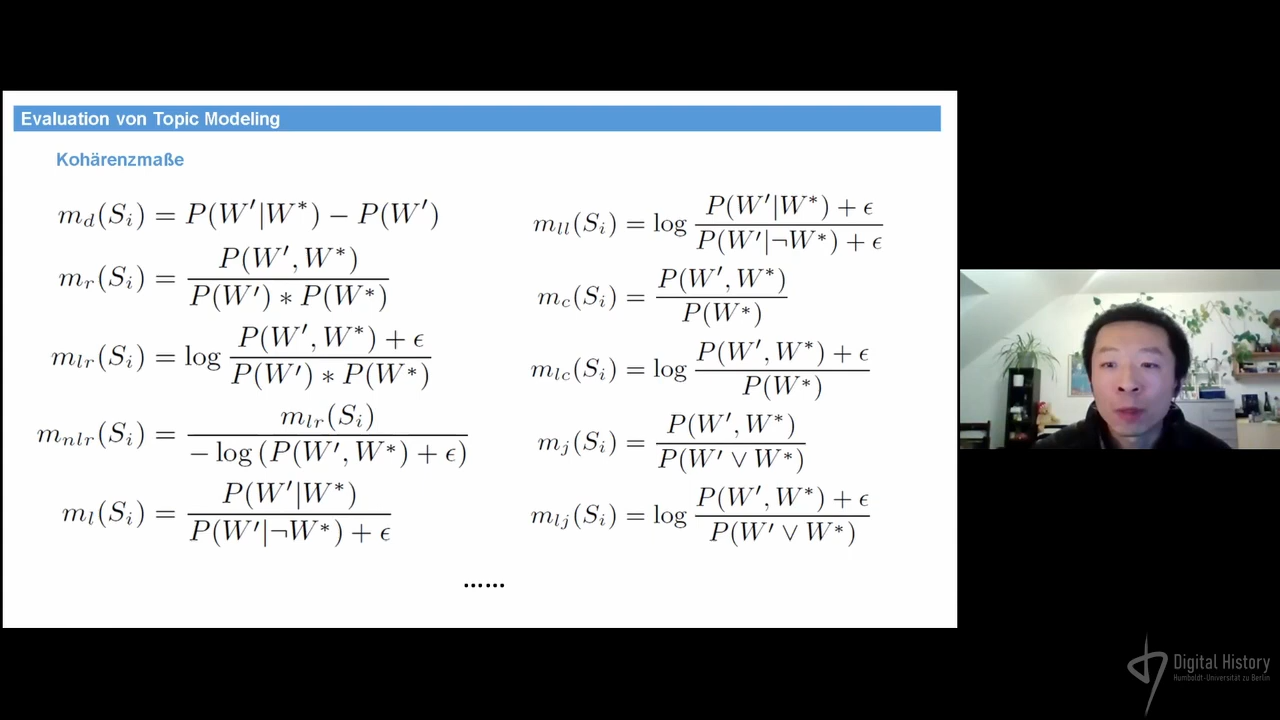 Evaluation von Topic Modeling
Kohärenzmaße
m_d(S_i) = P(W′|W*) − P(W′)
m_r(S_i) = P(W′, W*) / P(W′) ∗ P(W*)
m_lr(S_i) = log P(W′, W*) + ϵ / P(W′) ∗ P(W*)
m_nlr(S_i) = m_lr(S_i) / − log (P(W′, W*) + ϵ)
m_l(S_i) = P(W′|W*) / P(W′|¬W*) + ϵ
m_ll(S_i) = log P(W′|W*) + ϵ / P(W′|¬W*) + ϵ
m_c(S_i) = P(W′, W*) / P(W*)
m_lc(S_i) = log P(W′, W*) + ϵ / P(W*)
m_j(S_i) = P(W′, W*) / P(W′ ∨ W*)
m_lj(S_i) = log P(W′, W*) + ϵ / P(W′ ∨ W*)
......
Digital History
Humboldt-Universität zu Berlin